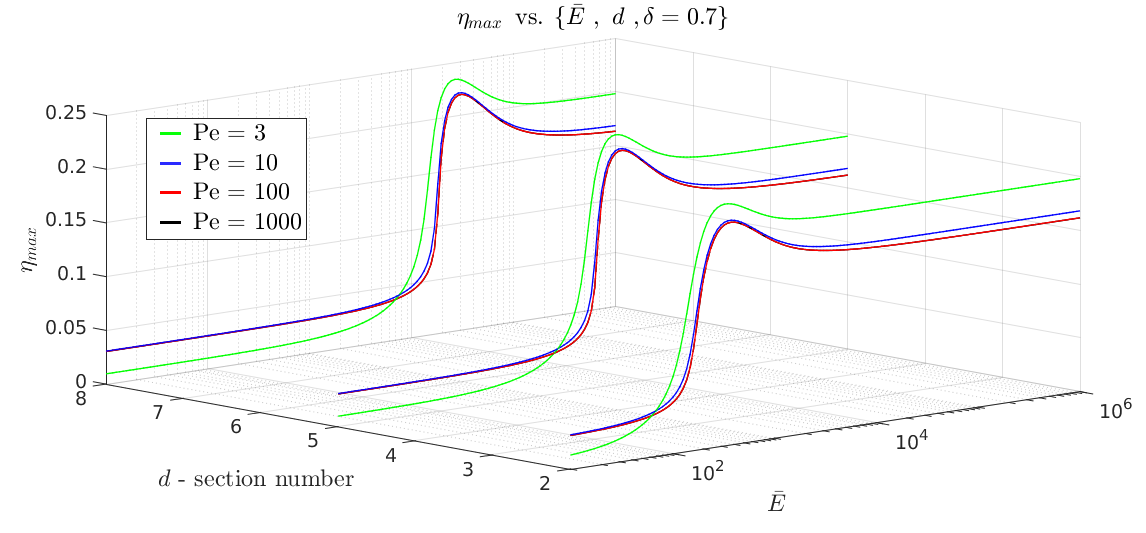 η_max vs. {Ē , d , δ = 0.7}
0.25
0.2
0.15
0.1
0.05
0
η_max
Pe = 3
Pe = 10
Pe = 100
Pe = 1000
8
7
6
5
4
3
2
d - section number
10^2
10^4
10^6
Ē